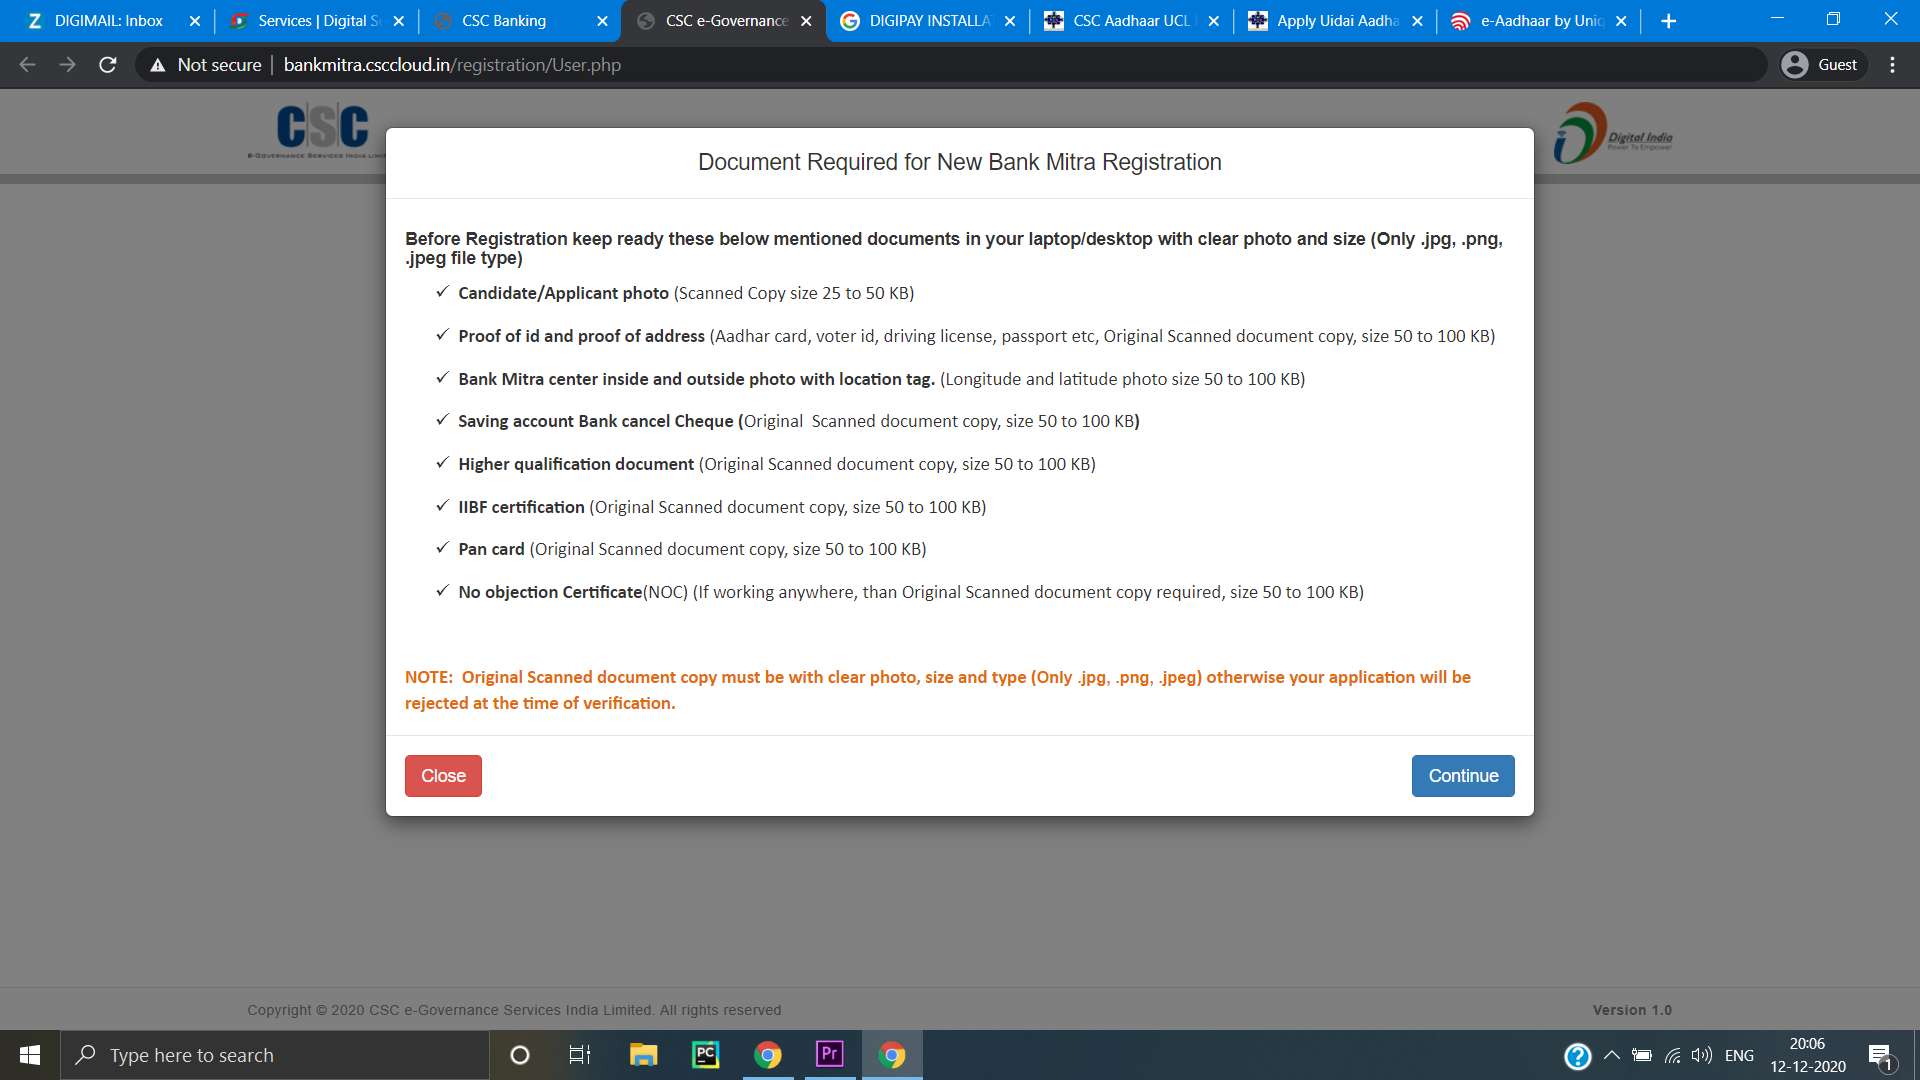 DIGIMAIL: Inbox
Services | Digital S
CSC Banking
CSC e-Governance
DIGIPAY INSTALLA
CSC Aadhaar UCL
Apply Uidai Aadha
e-Aadhaar by Uniq
Not secure
bankmitra.csccloud.in/registration/User.php
Guest
CSC
Digital India
Power To Empower
Document Required for New Bank Mitra Registration
Before Registration keep ready these below mentioned documents in your laptop/desktop with clear photo and size (Only .jpg, .png,
.jpeg file type)
✓ Candidate/Applicant photo (Scanned Copy size 25 to 50 KB)
✓ Proof of id and proof of address (Aadhar card, voter id, driving license, passport etc, Original Scanned document copy, size 50 to 100 KB)
✓ Bank Mitra center inside and outside photo with location tag. (Longitude and latitude photo size 50 to 100 KB)
✓ Saving account Bank cancel Cheque (Original  Scanned document copy, size 50 to 100 KB)
✓ Higher qualification document (Original Scanned document copy, size 50 to 100 KB)
✓ IIBF certification (Original Scanned document copy, size 50 to 100 KB)
✓ Pan card (Original Scanned document copy, size 50 to 100 KB)
✓ No objection Certificate(NOC) (If working anywhere, than Original Scanned document copy required, size 50 to 100 KB)
NOTE:  Original Scanned document copy must be with clear photo, size and type (Only .jpg, .png, .jpeg) otherwise your application will be
rejected at the time of verification.
Close
Continue
Copyright © 2020 CSC e-Governance Services India Limited. All rights reserved
Version 1.0
Type here to search
PC
Pr
ENG
20:06
12-12-2020
1